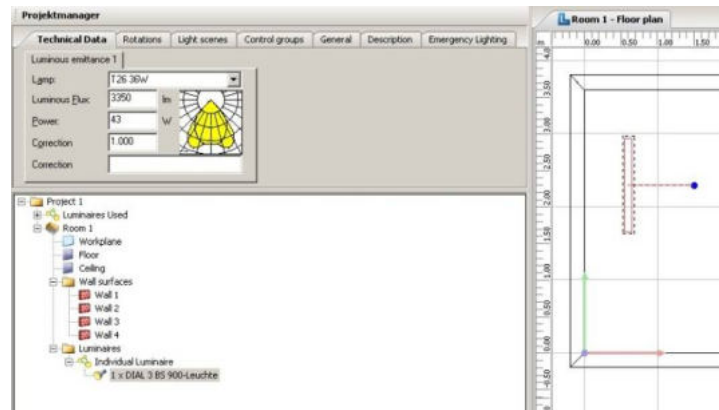 Projektmanager
Technical Data
Rotations
Light scenes
Control groups
General
Description
Emergency Lighting
Luminous emittance 1
Lamp:
T26 36W
Luminous Flux:
3350
lm
Power:
43
W
Correction
1.000
Correction
Project 1
Luminaires Used
Room 1
Workplane
Floor
Ceiling
Wall surfaces
Wall 1
Wall 2
Wall 3
Wall 4
Luminaires
Individual Luminaire
1 x DIAL 3 BS 900-Leuchte
Room 1 - Floor plan
m
0.00 0.50 1.00 1.50
4.0
3.50
3.00
2.50
2.00
1.50
1.00
0.50
0.00
-0.50